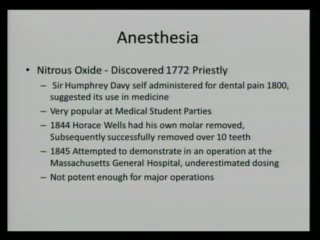 Anesthesia
• Nitrous Oxide - Discovered 1772 Priestly
– Sir Humphrey Davy self administered for dental pain 1800,
suggested its use in medicine
– Very popular at Medical Student Parties
– 1844 Horace Wells had his own molar removed,
Subsequently successfully removed over 10 teeth
– 1845 Attempted to demonstrate in an operation at the
Massachusetts General Hospital, underestimated dosing
– Not potent enough for major operations